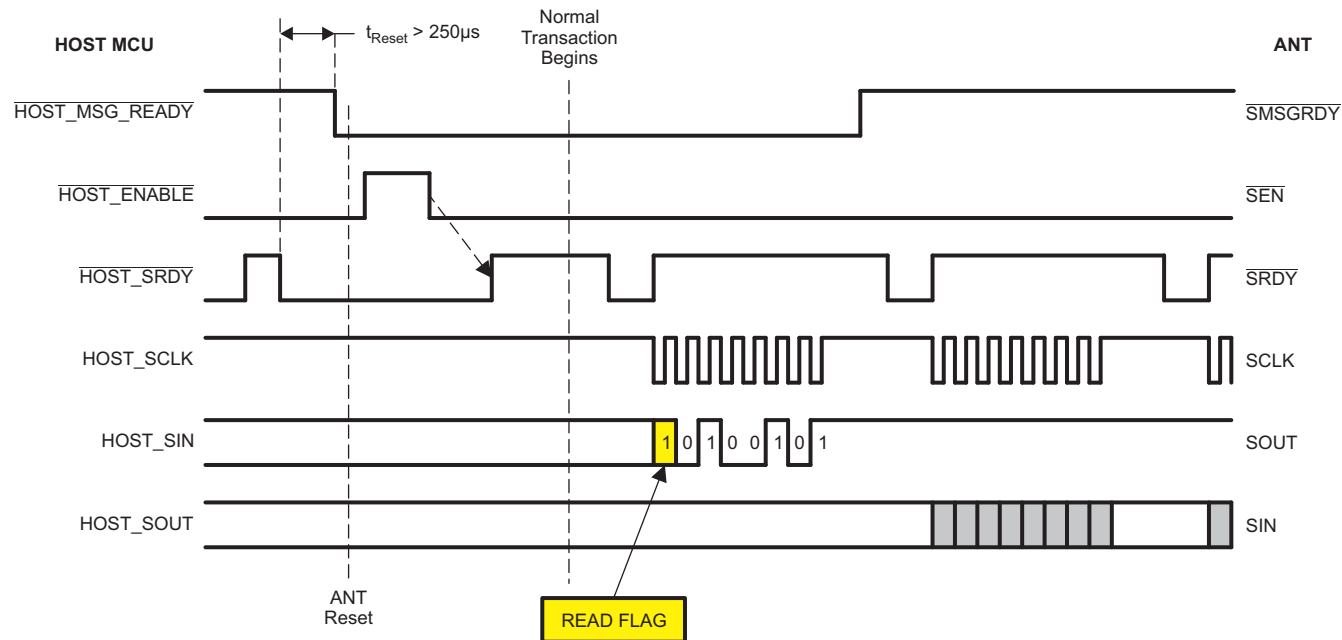 t_Reset > 250µs
Normal
Transaction
Begins
HOST MCU
ANT
HOST_MSG_READY
SMSGRDY
HOST_ENABLE
SEN
HOST_SRDY
SRDY
HOST_SCLK
SCLK
HOST_SIN
1 0 1 0 0 1 0 1
SOUT
HOST_SOUT
SIN
ANT
Reset
READ FLAG